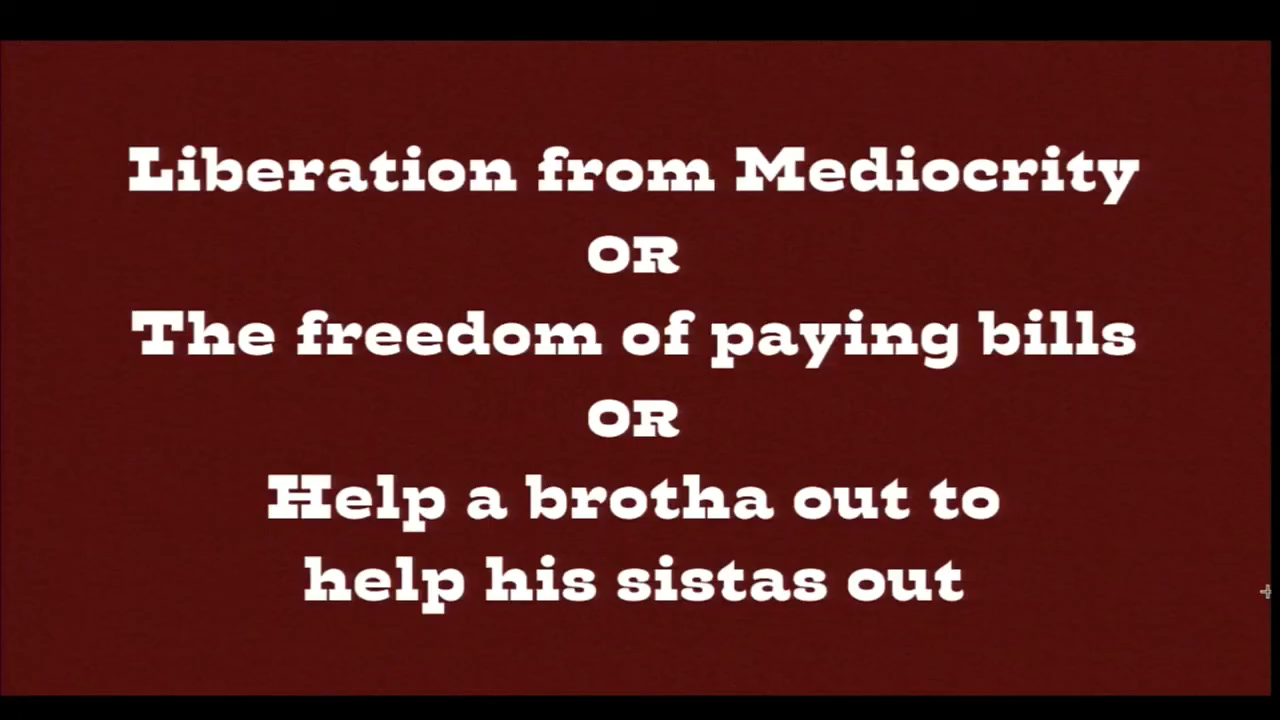 Liberation from Mediocrity
OR
The freedom of paying bills
OR
Help a brotha out to
help his sistas out